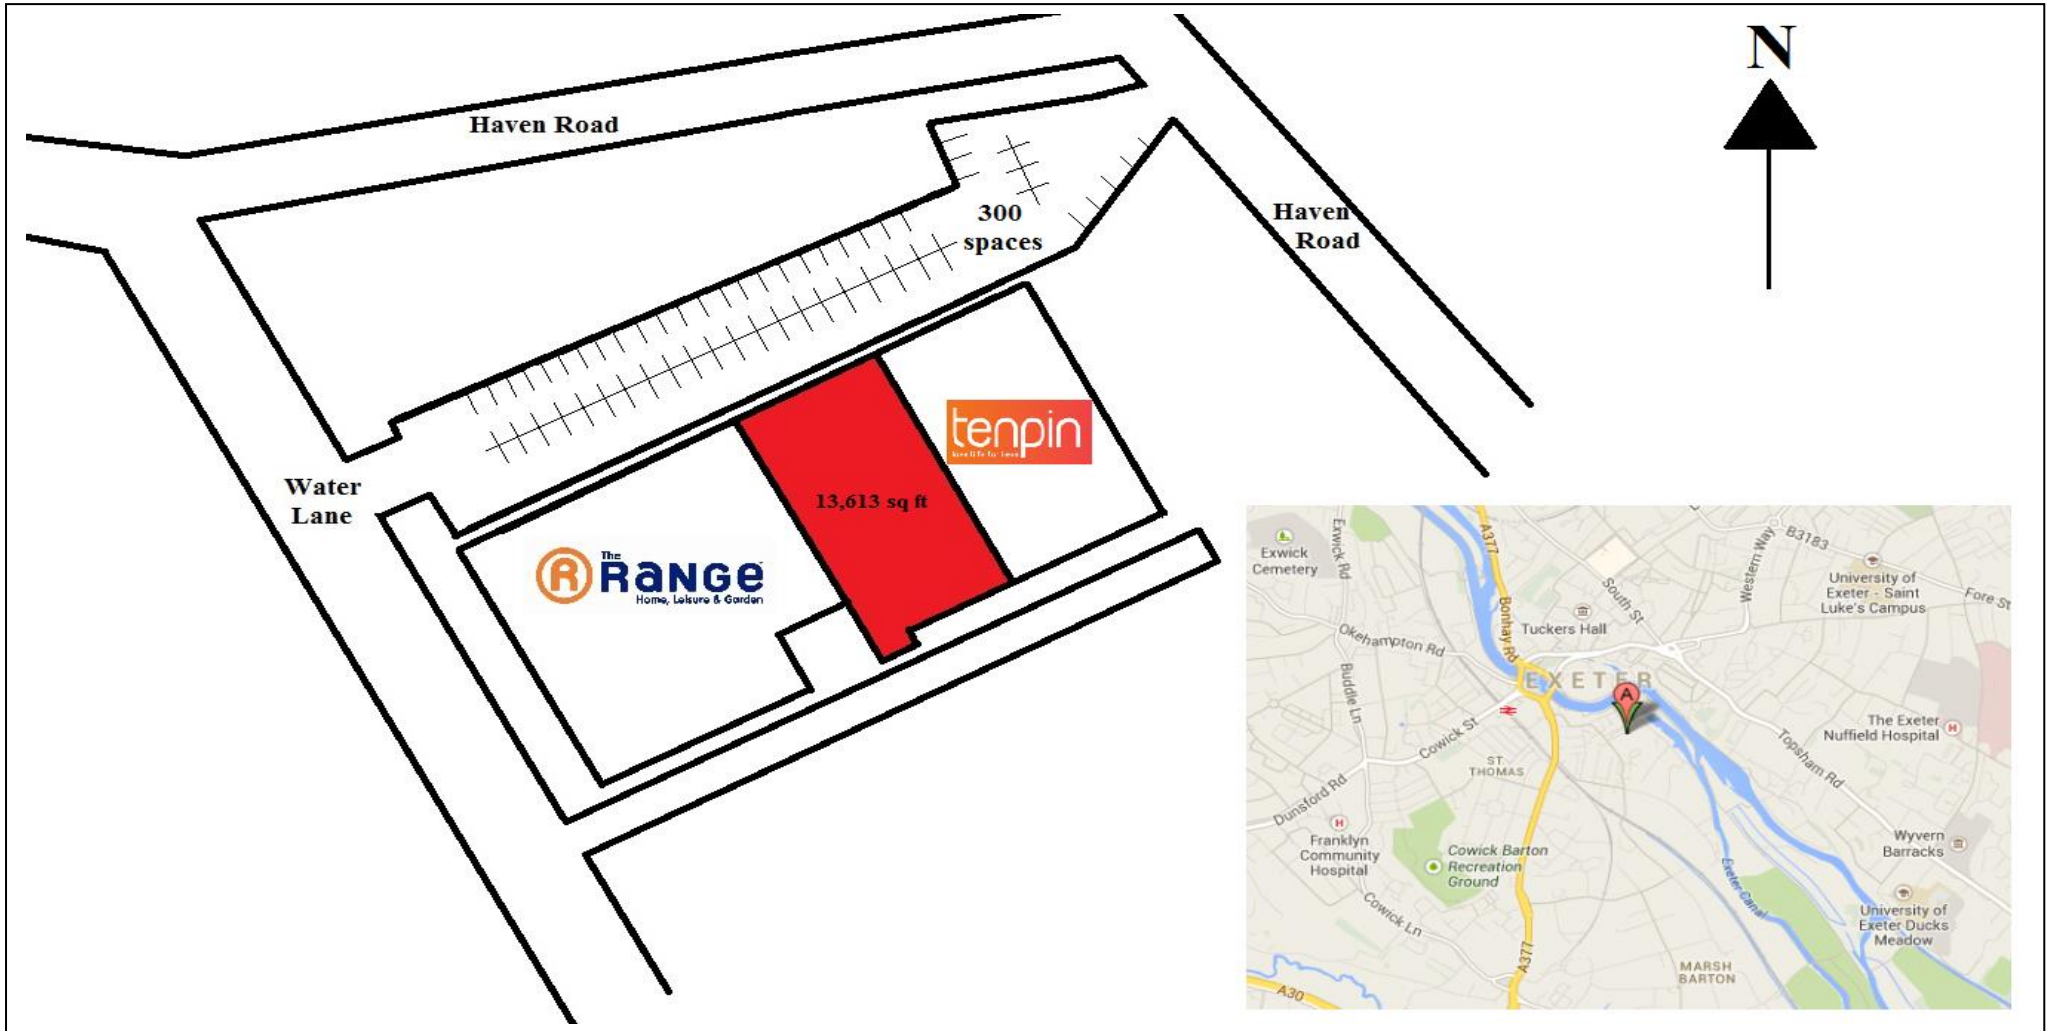 N
Haven Road
300
spaces
Haven
Road
tenpin
13,613 sq ft
Water
Lane
The
Range
Home, Leisure & Garden
Exwick
Cemetery
Exwick Rd
A377
Bonhay Rd
South St
Western Way
B3183
University of
Exeter - Saint
Luke's Campus
Fore St
Tuckers Hall
Okehampton Rd
Buddle Ln
EXETER
A
Cowick St
ST.
THOMAS
The Exeter
Nuffield Hospital
H
Topsham Rd
Dunsford Rd
H
Franklyn
Community
Hospital
Cowick Barton
Recreation
Ground
Wyvern
Barracks
Exeter Canal
Cowick Ln
University of
Exeter Ducks
Meadow
A377
MARSH
BARTON
A30